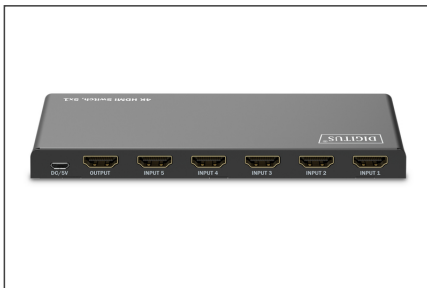 4K HDMI Switch, 5x1
DIGITUS®
DC/5V OUTPUT INPUT 5 INPUT 4 INPUT 3 INPUT 2 INPUT 1